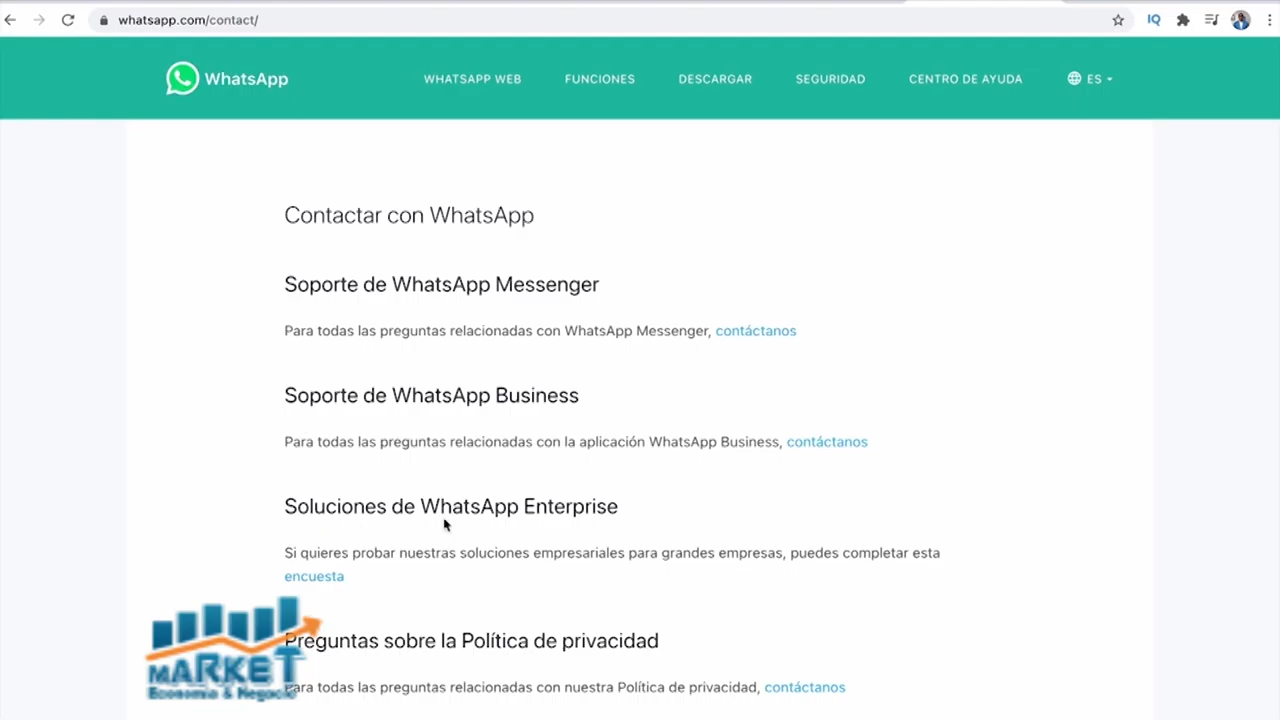 whatsapp.com/contact/
IQ
WhatsApp
WHATSAPP WEB
FUNCIONES
DESCARGAR
SEGURIDAD
CENTRO DE AYUDA
ES
Contactar con WhatsApp
Soporte de WhatsApp Messenger
Para todas las preguntas relacionadas con WhatsApp Messenger, contáctanos
Soporte de WhatsApp Business
Para todas las preguntas relacionadas con la aplicación WhatsApp Business, contáctanos
Soluciones de WhatsApp Enterprise
Si quieres probar nuestras soluciones empresariales para grandes empresas, puedes completar esta
encuesta
Preguntas sobre la Política de privacidad
Para todas las preguntas relacionadas con nuestra Política de privacidad, contáctanos
MARKET
Economia & Negocio